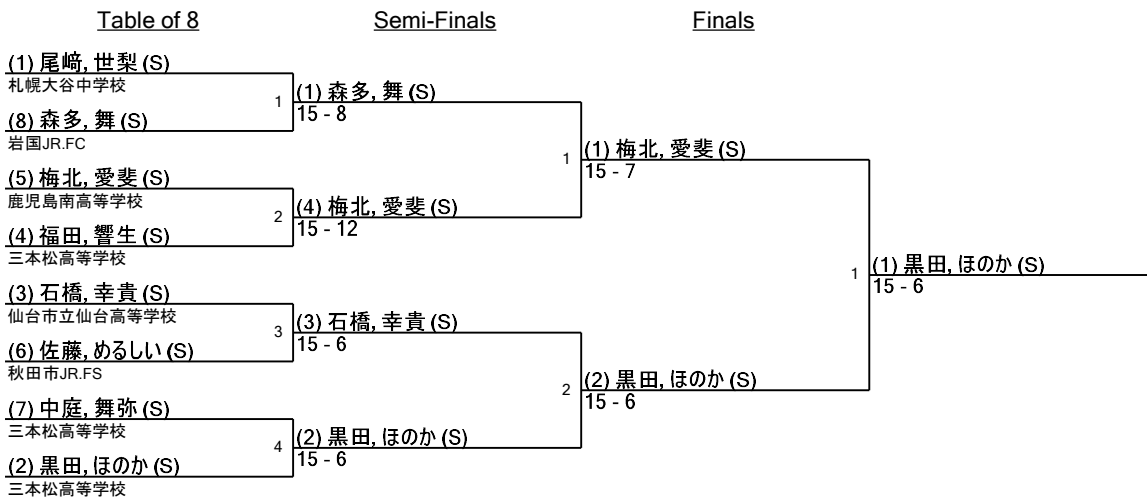 Table of 8
Semi-Finals
Finals
(1) 尾﨑, 世梨 (S)
札幌大谷中学校
1
(8) 森多, 舞 (S)
岩国JR.FC
(5) 梅北, 愛斐 (S)
鹿児島南高等学校
2
(4) 福田, 響生 (S)
三本松高等学校
(3) 石橋, 幸貴 (S)
仙台市立仙台高等学校
3
(6) 佐藤, めるしい (S)
秋田市JR.FS
(7) 中庭, 舞弥 (S)
三本松高等学校
4
(2) 黒田, ほのか (S)
三本松高等学校
(1) 森多, 舞 (S)
15 - 8
1
(4) 梅北, 愛斐 (S)
15 - 12
(3) 石橋, 幸貴 (S)
15 - 6
2
(2) 黒田, ほのか (S)
15 - 6
(1) 梅北, 愛斐 (S)
15 - 7
1
(2) 黒田, ほのか (S)
15 - 6
(1) 黒田, ほのか (S)
15 - 6